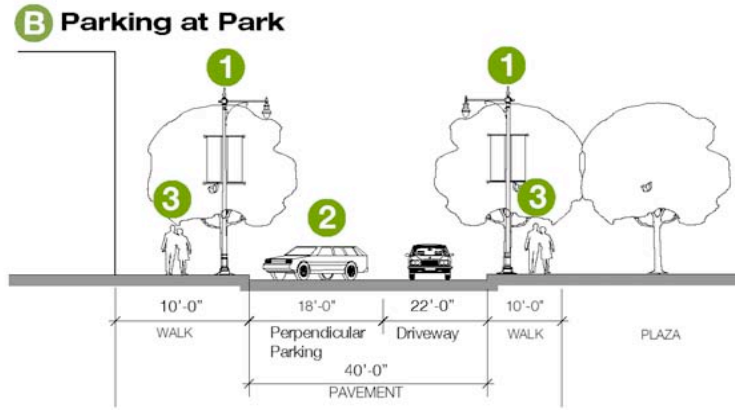 B Parking at Park
1
1
3
2
3
10'-0"
18'-0"
22'-0"
10'-0"
WALK
Perpendicular
Parking
Driveway
WALK
PLAZA
40'-0"
PAVEMENT